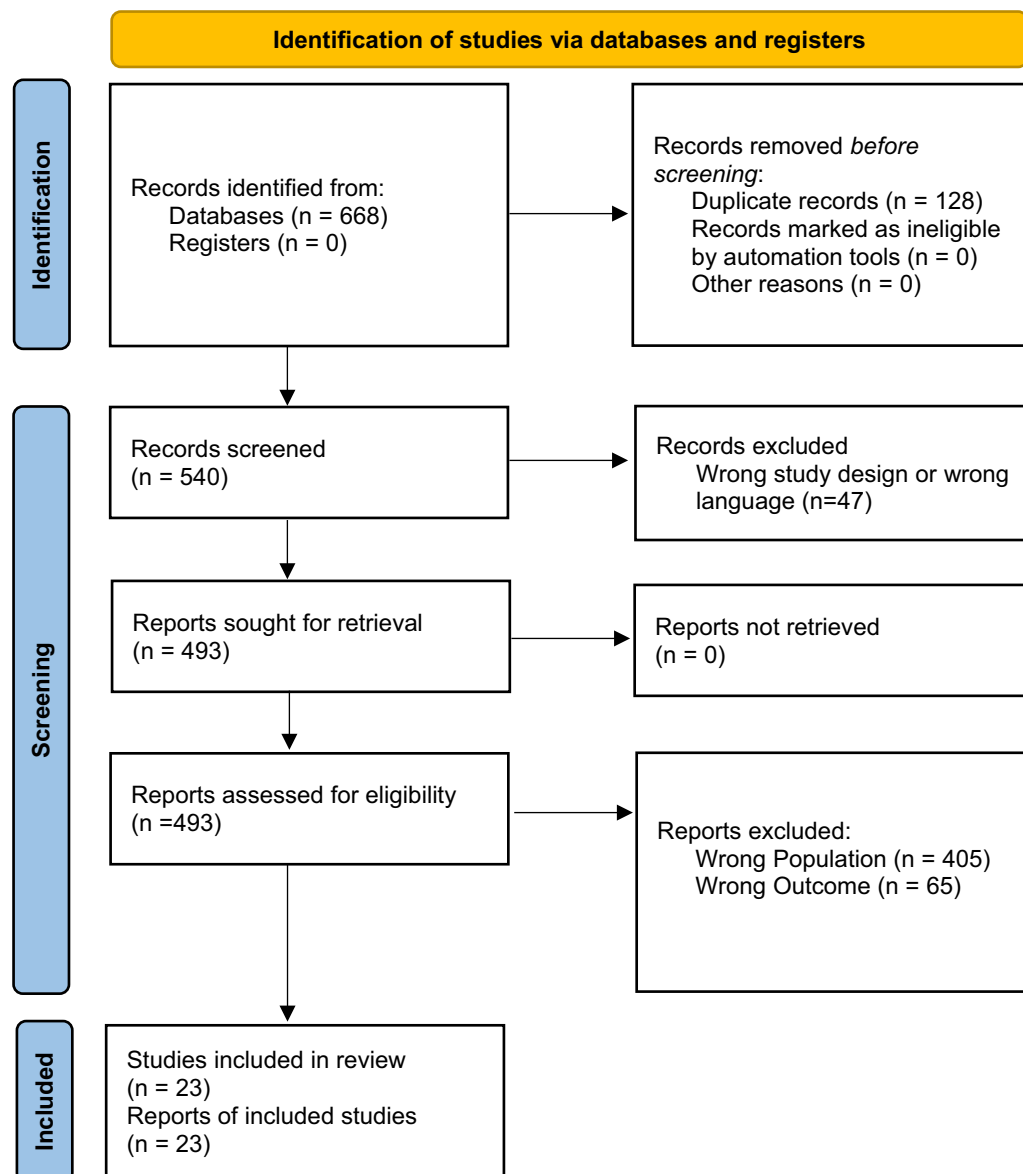 Identification of studies via databases and registers
Identification
Records identified from:
Databases (n = 668)
Registers (n = 0)
Records removed before
screening:
Duplicate records (n = 128)
Records marked as ineligible
by automation tools (n = 0)
Other reasons (n = 0)
Screening
Records screened
(n = 540)
Records excluded
Wrong study design or wrong
language (n=47)
Reports sought for retrieval
(n = 493)
Reports not retrieved
(n = 0)
Reports assessed for eligibility
(n =493)
Reports excluded:
Wrong Population (n = 405)
Wrong Outcome (n = 65)
Included
Studies included in review
(n = 23)
Reports of included studies
(n = 23)